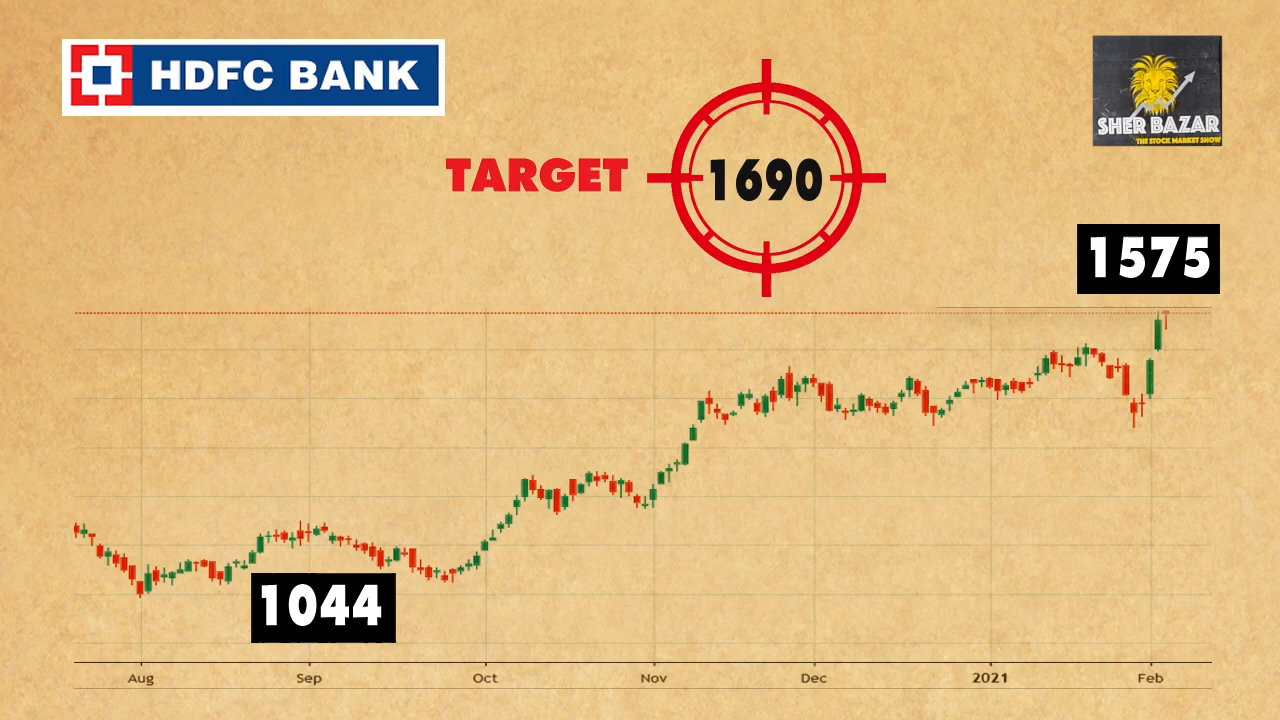 HDFC BANK
SHER BAZAR
THE STOCK MARKET SHOW
TARGET
1690
1575
1044
Aug Sep Oct Nov Dec 2021 Feb